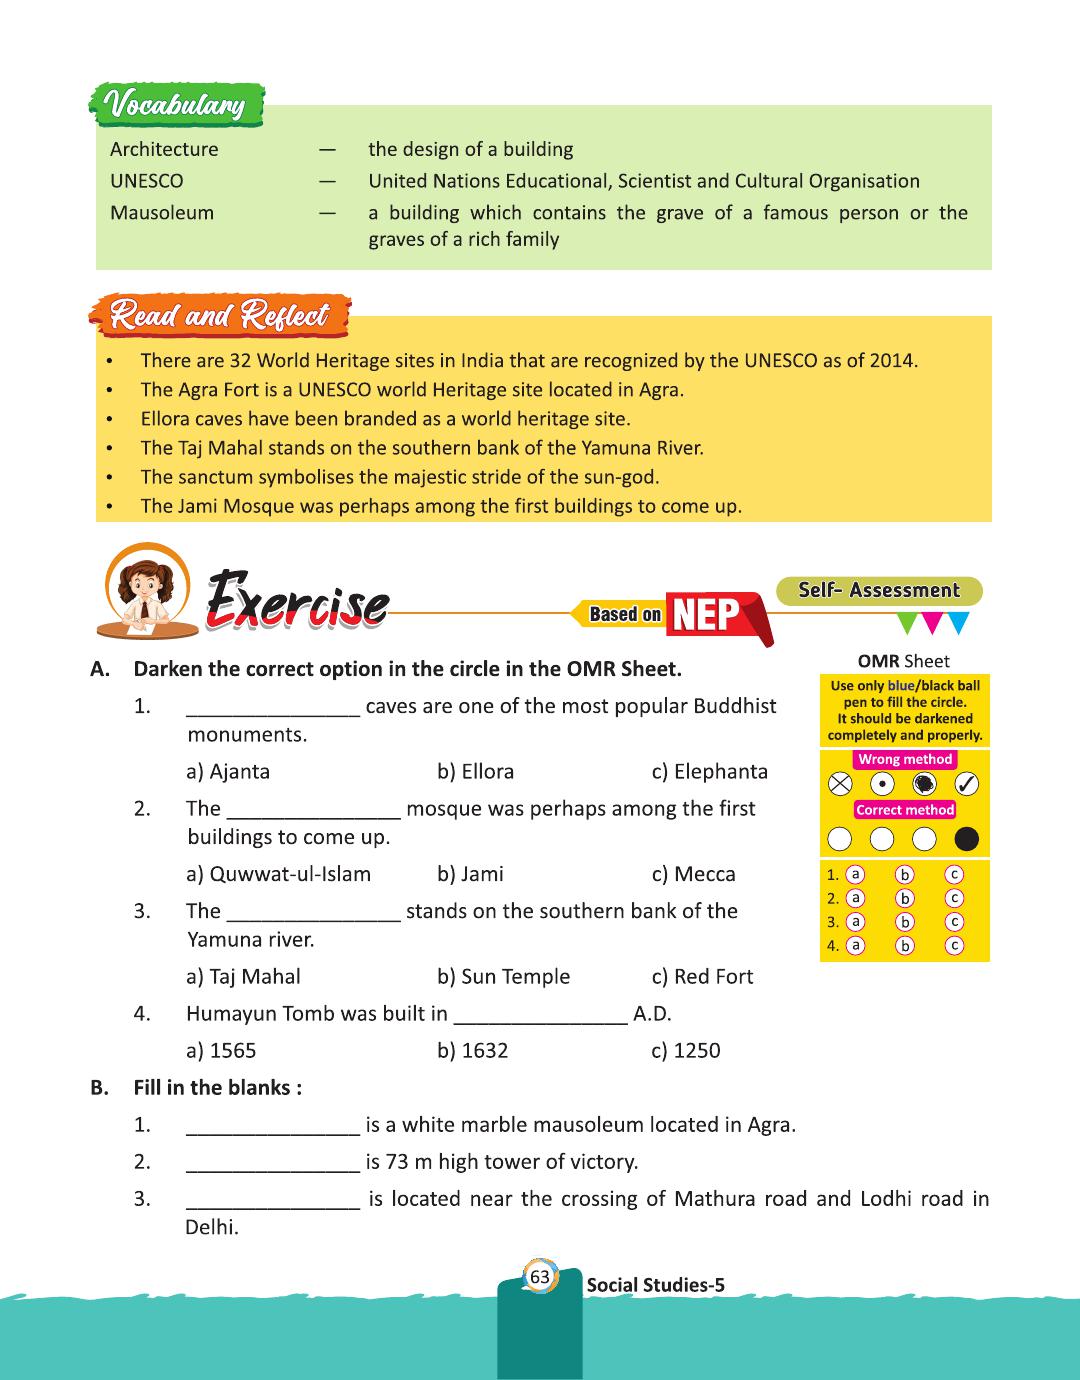 Vocabulary
Architecture — the design of a building
UNESCO — United Nations Educational, Scientist and Cultural Organisation
Mausoleum — a building which contains the grave of a famous person or the
graves of a rich family
Read and Reflect
• There are 32 World Heritage sites in India that are recognized by the UNESCO as of 2014.
• The Agra Fort is a UNESCO world Heritage site located in Agra.
• Ellora caves have been branded as a world heritage site.
• The Taj Mahal stands on the southern bank of the Yamuna River.
• The sanctum symbolises the majestic stride of the sun-god.
• The Jami Mosque was perhaps among the first buildings to come up.
Exercise
Based on NEP
Self- Assessment
A. Darken the correct option in the circle in the OMR Sheet.
1. _______________ caves are one of the most popular Buddhist
monuments.
a) Ajanta b) Ellora c) Elephanta
2. The _______________ mosque was perhaps among the first
buildings to come up.
a) Quwwat-ul-Islam b) Jami c) Mecca
3. The _______________ stands on the southern bank of the
Yamuna river.
a) Taj Mahal b) Sun Temple c) Red Fort
4. Humayun Tomb was built in _______________ A.D.
a) 1565 b) 1632 c) 1250
OMR Sheet
Use only blue/black ball
pen to fill the circle.
It should be darkened
completely and properly.
Wrong method
Correct method
1. a b c
2. a b c
3. a b c
4. a b c
B. Fill in the blanks :
1. _______________ is a white marble mausoleum located in Agra.
2. _______________ is 73 m high tower of victory.
3. _______________ is located near the crossing of Mathura road and Lodhi road in
Delhi.
63
Social Studies-5